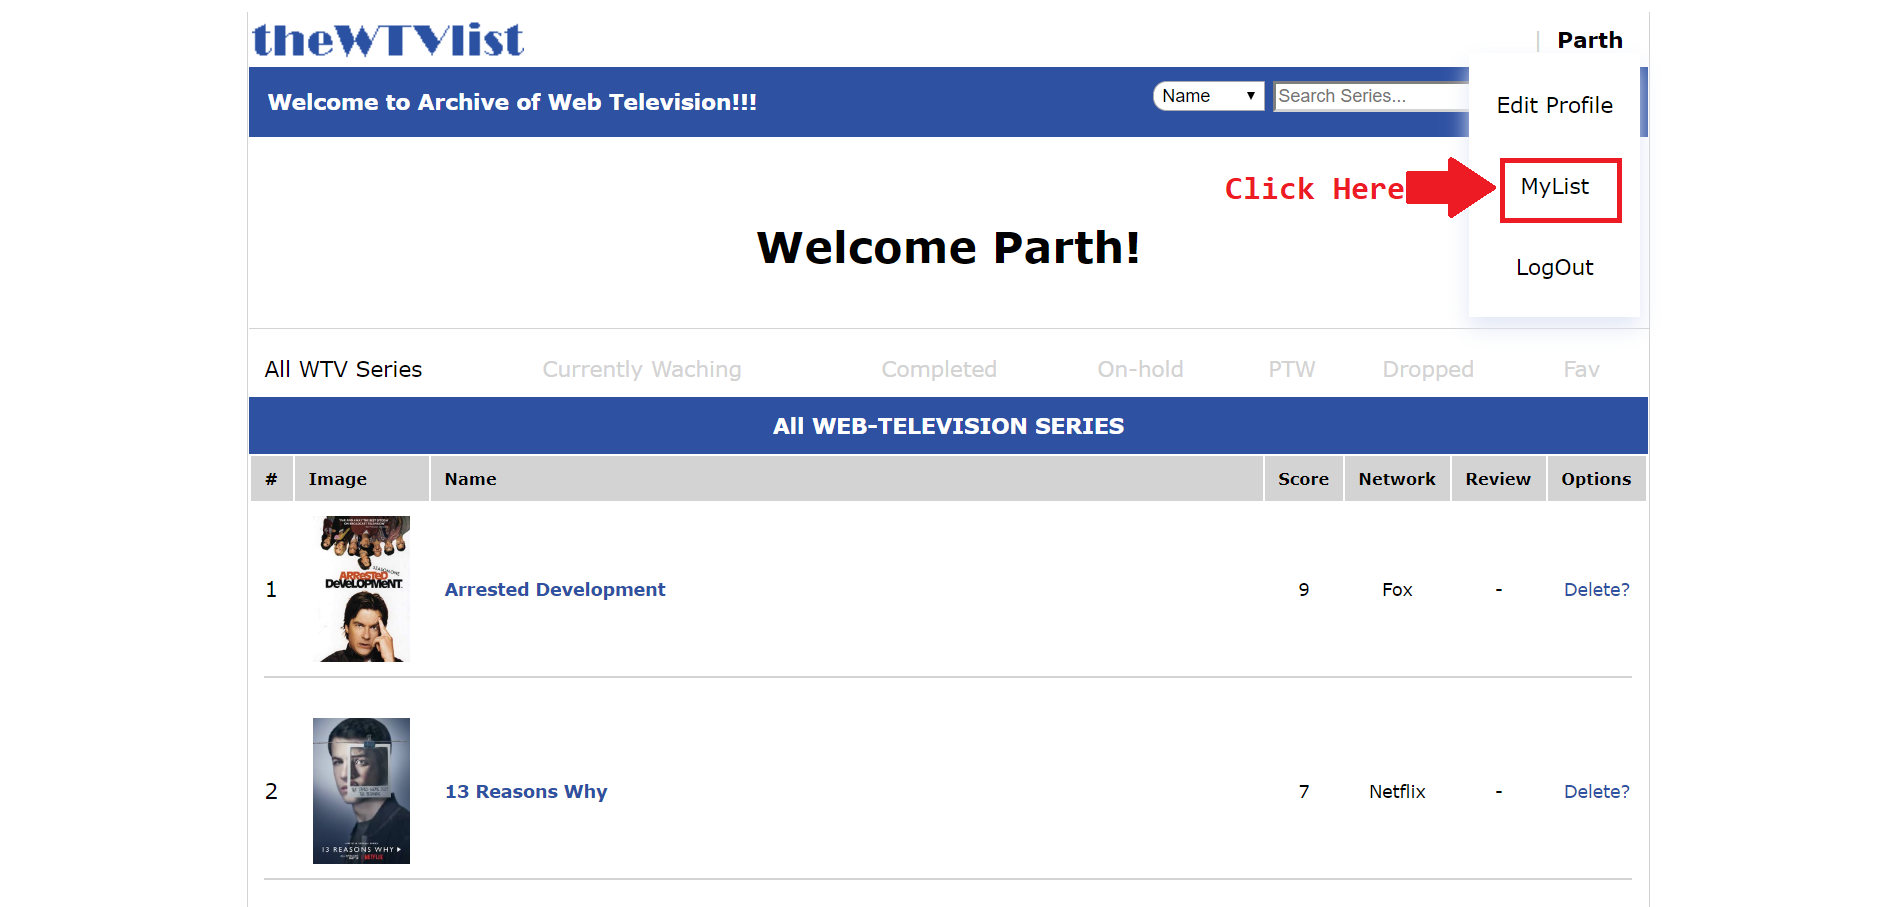 theWTVlist
| Parth
Welcome to Archive of Web Television!!!
Name ▼ Search Series...
Edit Profile
Click Here MyList
LogOut
Welcome Parth!
All WTV Series Currently Waching Completed On-hold PTW Dropped Fav
All WEB-TELEVISION SERIES
# Image Name Score Network Review Options
SEASON ONE
ARRESTED
DEVELOPMENT
1 Arrested Development 9 Fox - Delete?
2 13 Reasons Why 7 Netflix - Delete?
13 REASONS WHY
NETFLIX